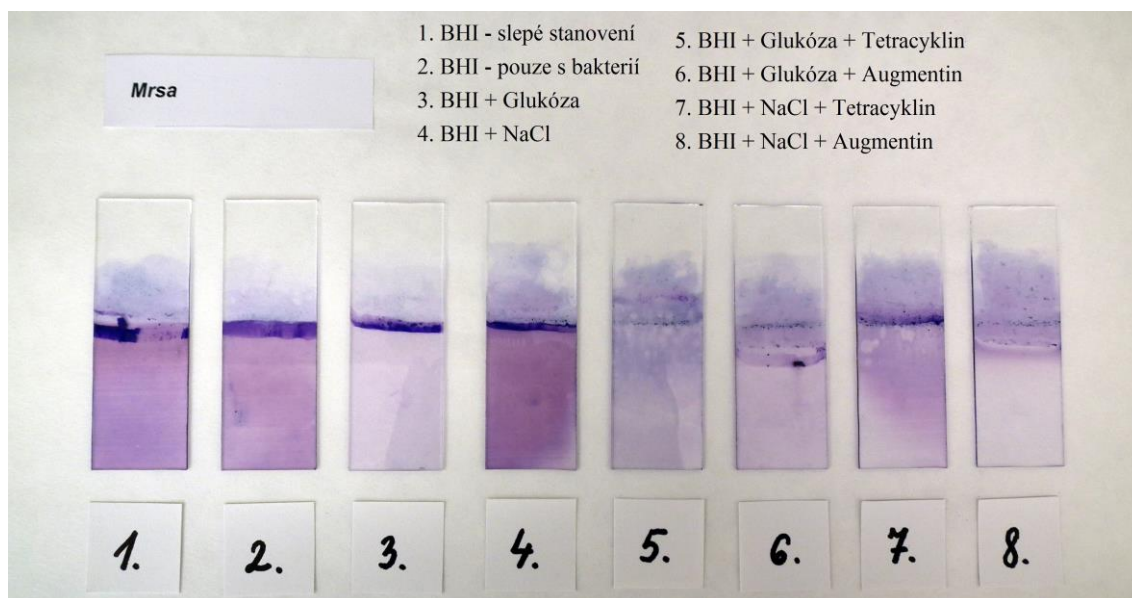 Mrsa
1. BHI - slepé stanovení
2. BHI - pouze s bakterií
3. BHI + Glukóza
4. BHI + NaCl
5. BHI + Glukóza + Tetracyklin
6. BHI + Glukóza + Augmentin
7. BHI + NaCl + Tetracyklin
8. BHI + NaCl + Augmentin
1. 2. 3. 4. 5. 6. 7. 8.